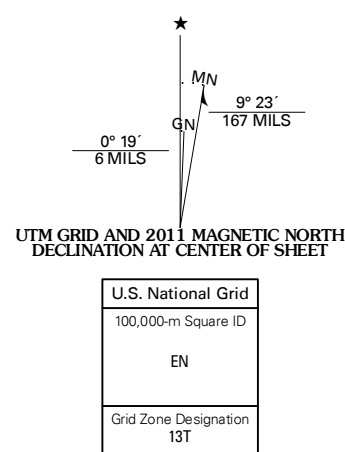 ★
MN
9° 23´
167 MILS
GN
0° 19´
6 MILS
UTM GRID AND 2011 MAGNETIC NORTH
DECLINATION AT CENTER OF SHEET
U.S. National Grid
100,000-m Square ID
EN
Grid Zone Designation
13T